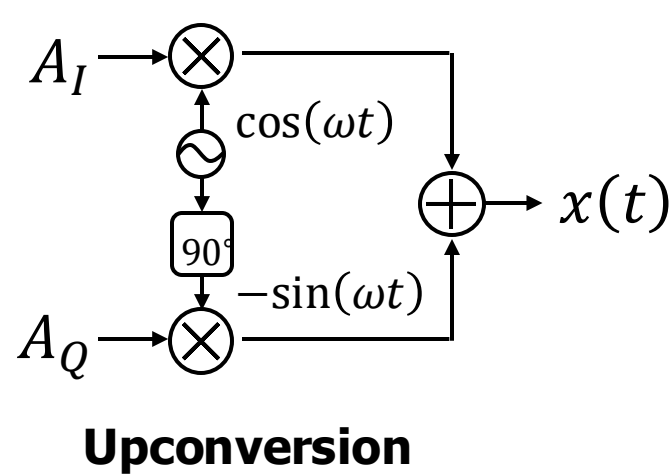 A_I
cos(ωt)
x(t)
90°
−sin(ωt)
A_Q
Upconversion